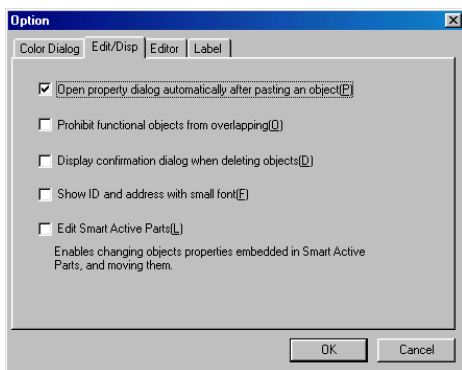 Option
Color Dialog Edit/Disp Editor Label
Open property dialog automatically after pasting an object(P)
Prohibit functional objects from overlapping(O)
Display confirmation dialog when deleting objects(D)
Show ID and address with small font(F)
Edit Smart Active Parts(L)
Enables changing objects properties embedded in Smart Active
Parts, and moving them.
OK Cancel